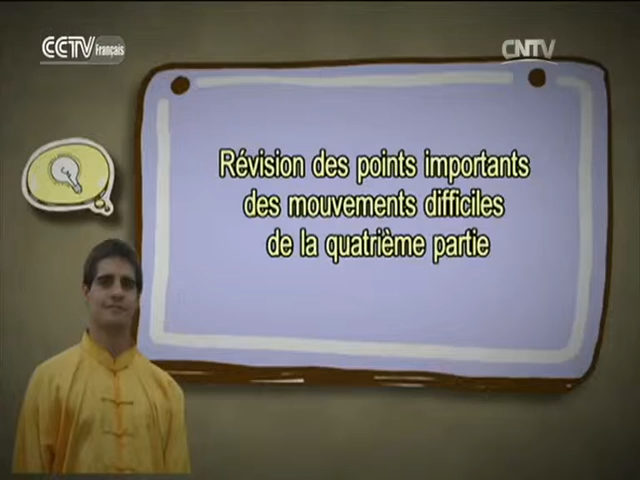 CCTV Français
CNTV
Révision des points importants
des mouvements difficiles
de la quatrième partie